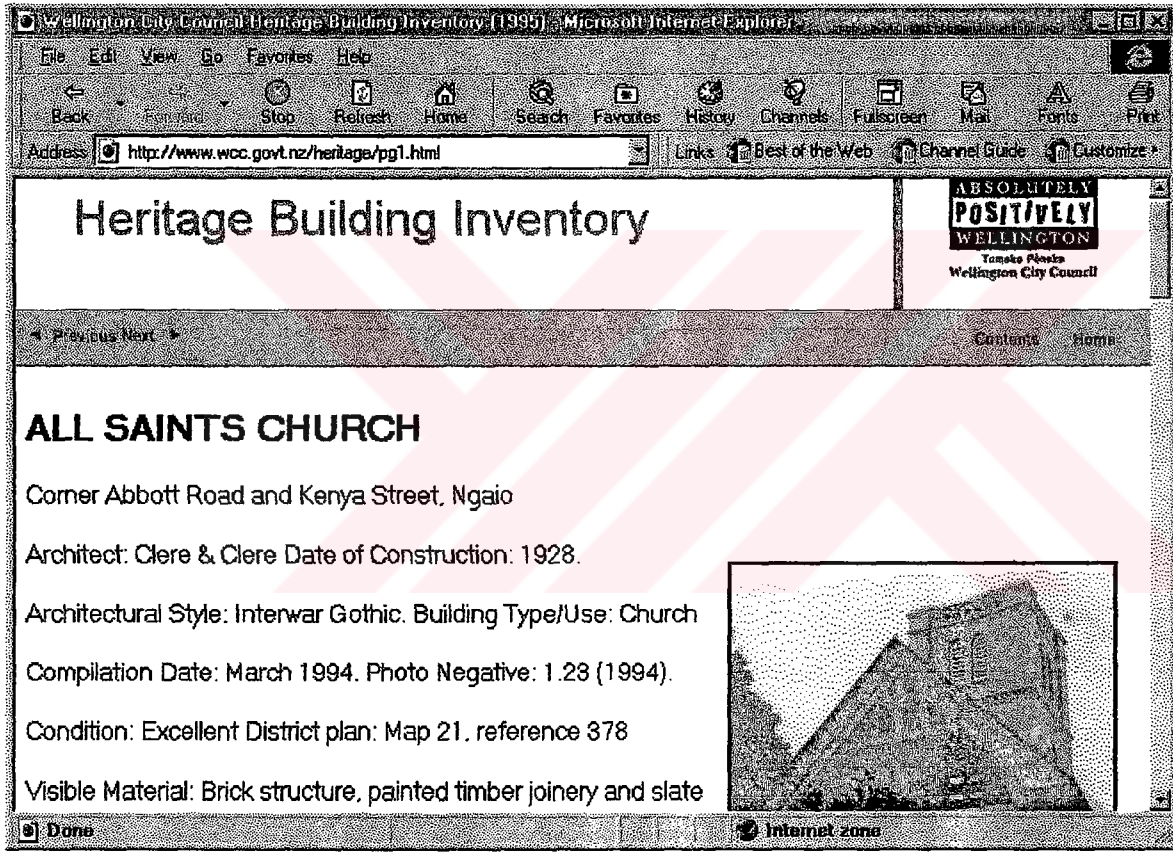 Wellington City Council Heritage Building Inventory (1995) - Microsoft Internet Explorer
File Edit View Go Favorites Help
Back Forward Stop Refresh Home Search Favorites History Channels Fullscreen Mail Fonts Print
Address http://www.wcc.govt.nz/heritage/pg1.html Links Best of the Web Channel Guide Customize
Heritage Building Inventory
ABSOLUTELY
POSITIVELY
WELLINGTON
Wellington City Council
Previous Next Contents Home
ALL SAINTS CHURCH
Corner Abbott Road and Kenya Street, Ngaio
Architect: Clere & Clere Date of Construction: 1928.
Architectural Style: Interwar Gothic. Building Type/Use: Church
Compilation Date: March 1994. Photo Negative: 1.23 (1994).
Condition: Excellent District plan: Map 21, reference 378
Visible Material: Brick structure, painted timber joinery and slate
Done Internet zone